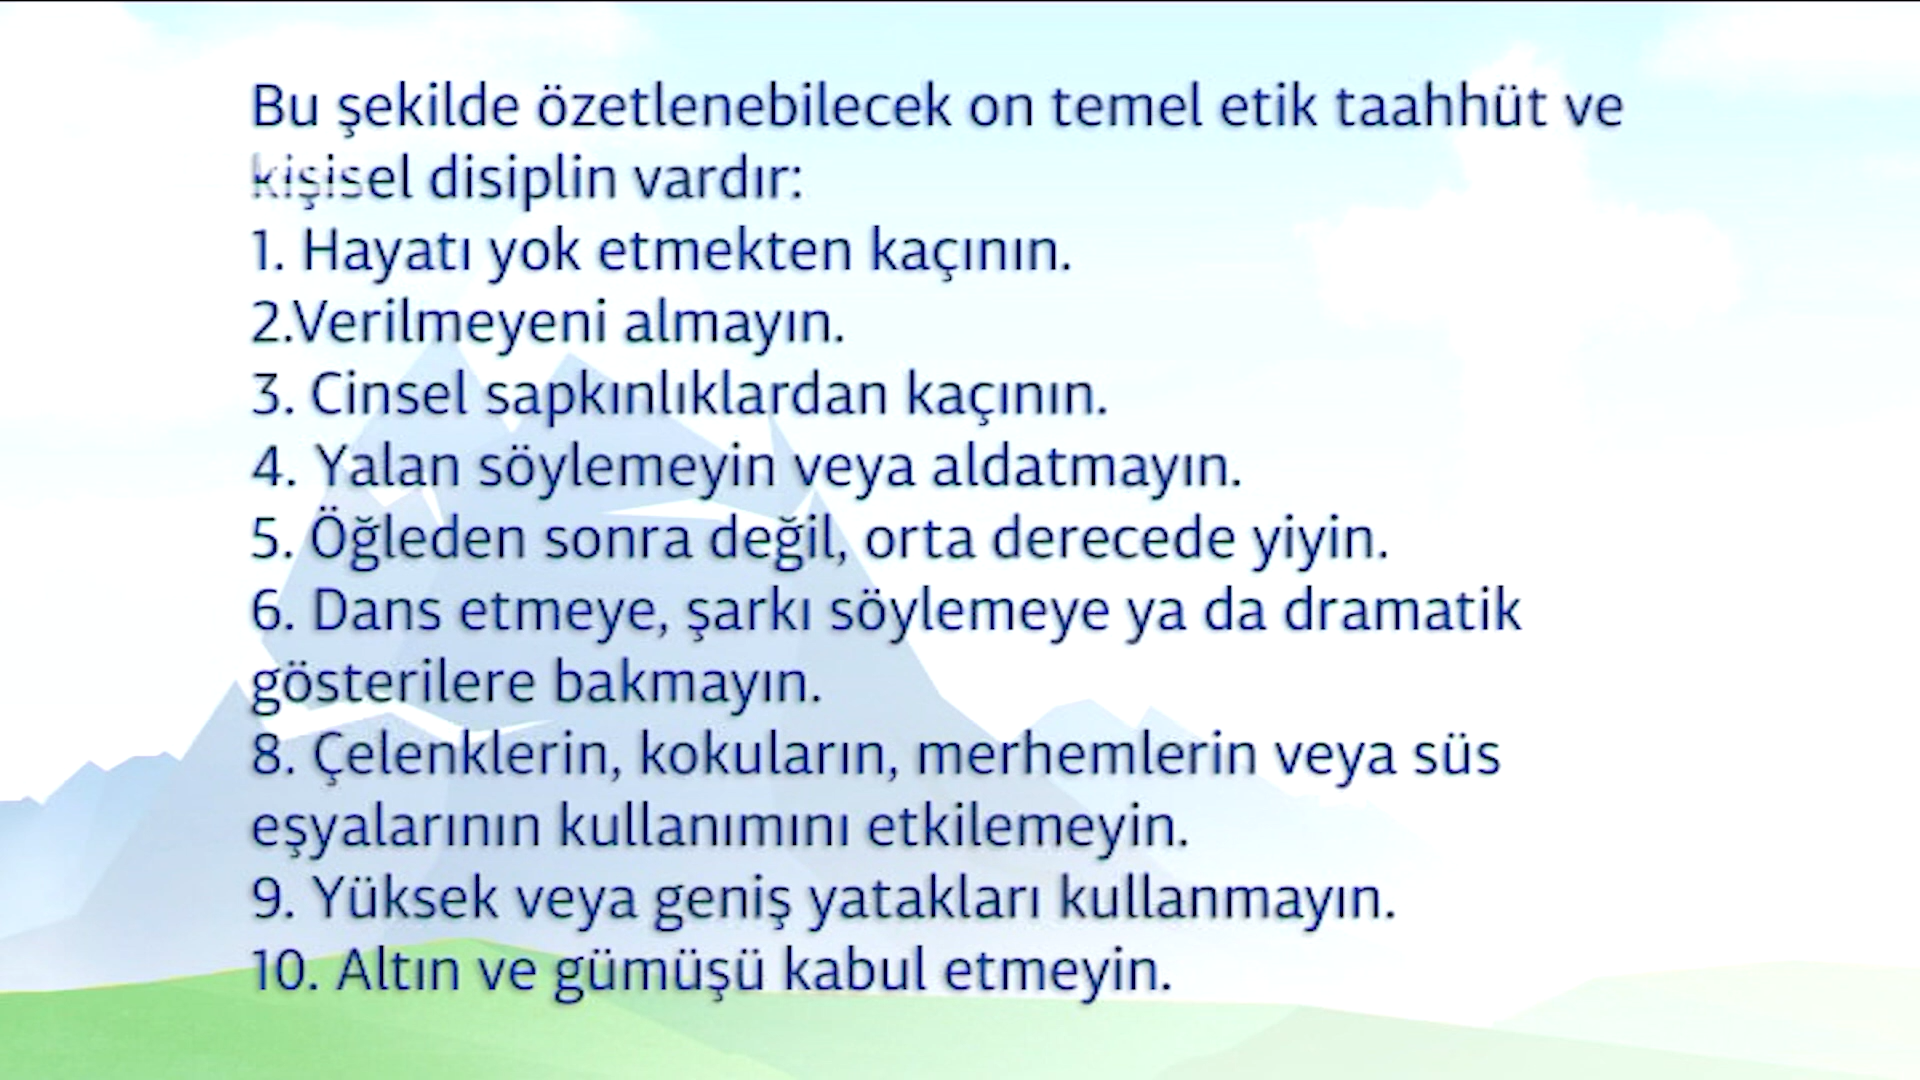 Bu şekilde özetlenebilecek on temel etik taahhüt ve
kişisel disiplin vardır:
1. Hayatı yok etmekten kaçının.
2.Verilmeyeni almayın.
3. Cinsel sapkınlıklardan kaçının.
4. Yalan söylemeyin veya aldatmayın.
5. Öğleden sonra değil, orta derecede yiyin.
6. Dans etmeye, şarkı söylemeye ya da dramatik
gösterilere bakmayın.
8. Çelenklerin, kokuların, merhemlerin veya süs
eşyalarının kullanımını etkilemeyin.
9. Yüksek veya geniş yatakları kullanmayın.
10. Altın ve gümüşü kabul etmeyin.